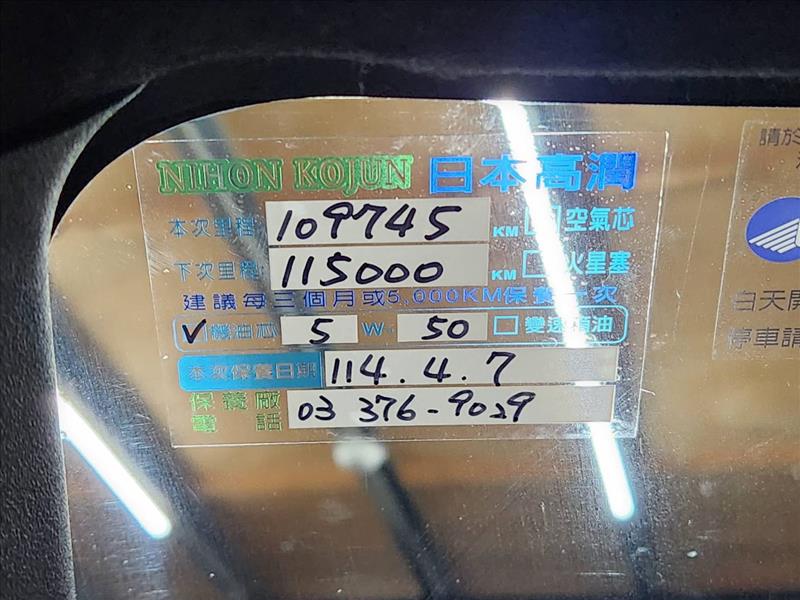 NIHON KOJUN 日本高潤
本次里程: 109745 KM 空氣芯
下次里程: 115000 KM 火星塞
建議每三個月或5,000KM保養一次
✓ 機油芯 5 W- 50 □ 變速箱油
本次保養日期 114.4.7
保養廠電話 03 376-9029
請於
白天開
停車請